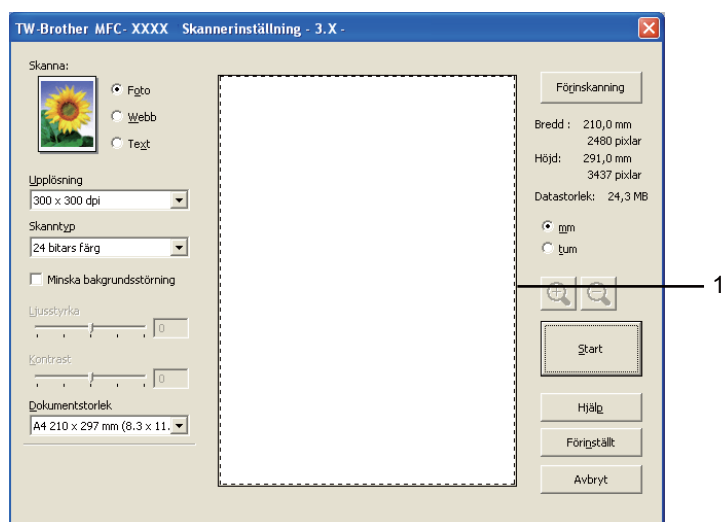 TW-Brother MFC- XXXX Skannerinställning - 3.X -
Skanna:
Foto
Webb
Text
Upplösning
300 x 300 dpi
Skanntyp
24 bitars färg
Minska bakgrundsstörning
Ljusstyrka
0
Kontrast
0
Dokumentstorlek
A4 210 x 297 mm (8.3 x 11.
Förinskanning
Bredd : 210,0 mm
2480 pixlar
Höjd: 291,0 mm
3437 pixlar
Datastorlek: 24,3 MB
mm
tum
1
Start
Hjälp
Förinställt
Avbryt